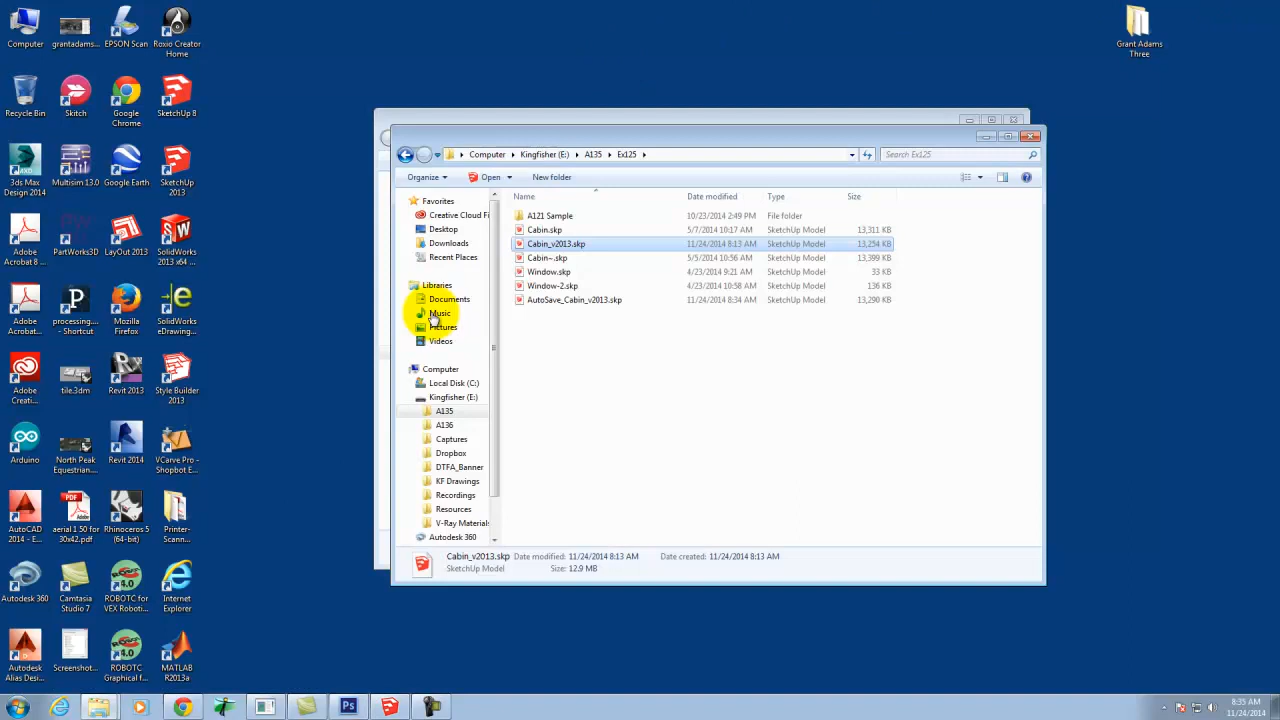 Computer
grantadams...
EPSON Scan
Roxio Creator
Home
Grant Adams
Three
Recycle Bin
Skitch
Google
Chrome
SketchUp 8
3ds Max
Design 2014
Multisim 13.0
Google Earth
SketchUp
2013
Adobe
Acrobat 8 ...
PartWorks3D
LayOut 2013
SolidWorks
2013 x64 ...
Adobe
Acrobat...
processing....
- Shortcut
Mozilla
Firefox
SolidWorks
eDrawing...
Adobe
Creati...
tile.3dm
Revit 2013
Style Builder
2013
Arduino
North Peak
Equestrian....
Revit 2014
VCarve Pro -
Shopbot E...
AutoCAD
2014 - E...
aerial 1.50 for
30x42.pdf
Rhinoceros 5
(64-bit)
Printer-
Scann...
Autodesk 360
Camtasia
Studio 7
ROBOTC for
VEX Roboti...
Internet
Explorer
Autodesk
Alias Desi...
Screenshot...
ROBOTC
Graphical f...
MATLAB
R2013a
Computer Kingfisher (E:) A135 Ex125
Search Ex125
Organize Open New folder
Favorites
Creative Cloud Fi
Desktop
Downloads
Recent Places
Libraries
Documents
Music
Pictures
Videos
Computer
Local Disk (C:)
Kingfisher (E:)
A135
A136
Captures
Dropbox
DTFA_Banner
KF Drawings
Recordings
Resources
V-Ray Materials
Autodesk 360
Name Date modified Type Size
A121 Sample 10/23/2014 2:49 PM File folder
Cabin.skp 5/7/2014 10:17 AM SketchUp Model 13,311 KB
Cabin_v2013.skp 11/24/2014 8:13 AM SketchUp Model 13,254 KB
Cabin~.skp 5/5/2014 10:56 AM SketchUp Model 13,399 KB
Window.skp 4/23/2014 9:21 AM SketchUp Model 33 KB
Window-2.skp 4/23/2014 10:58 AM SketchUp Model 136 KB
AutoSave_Cabin_v2013.skp 11/24/2014 8:34 AM SketchUp Model 13,290 KB
Cabin_v2013.skp Date modified: 11/24/2014 8:13 AM Date created: 11/24/2014 8:13 AM
SketchUp Model Size: 12.9 MB
Ps
8:35 AM
11/24/2014